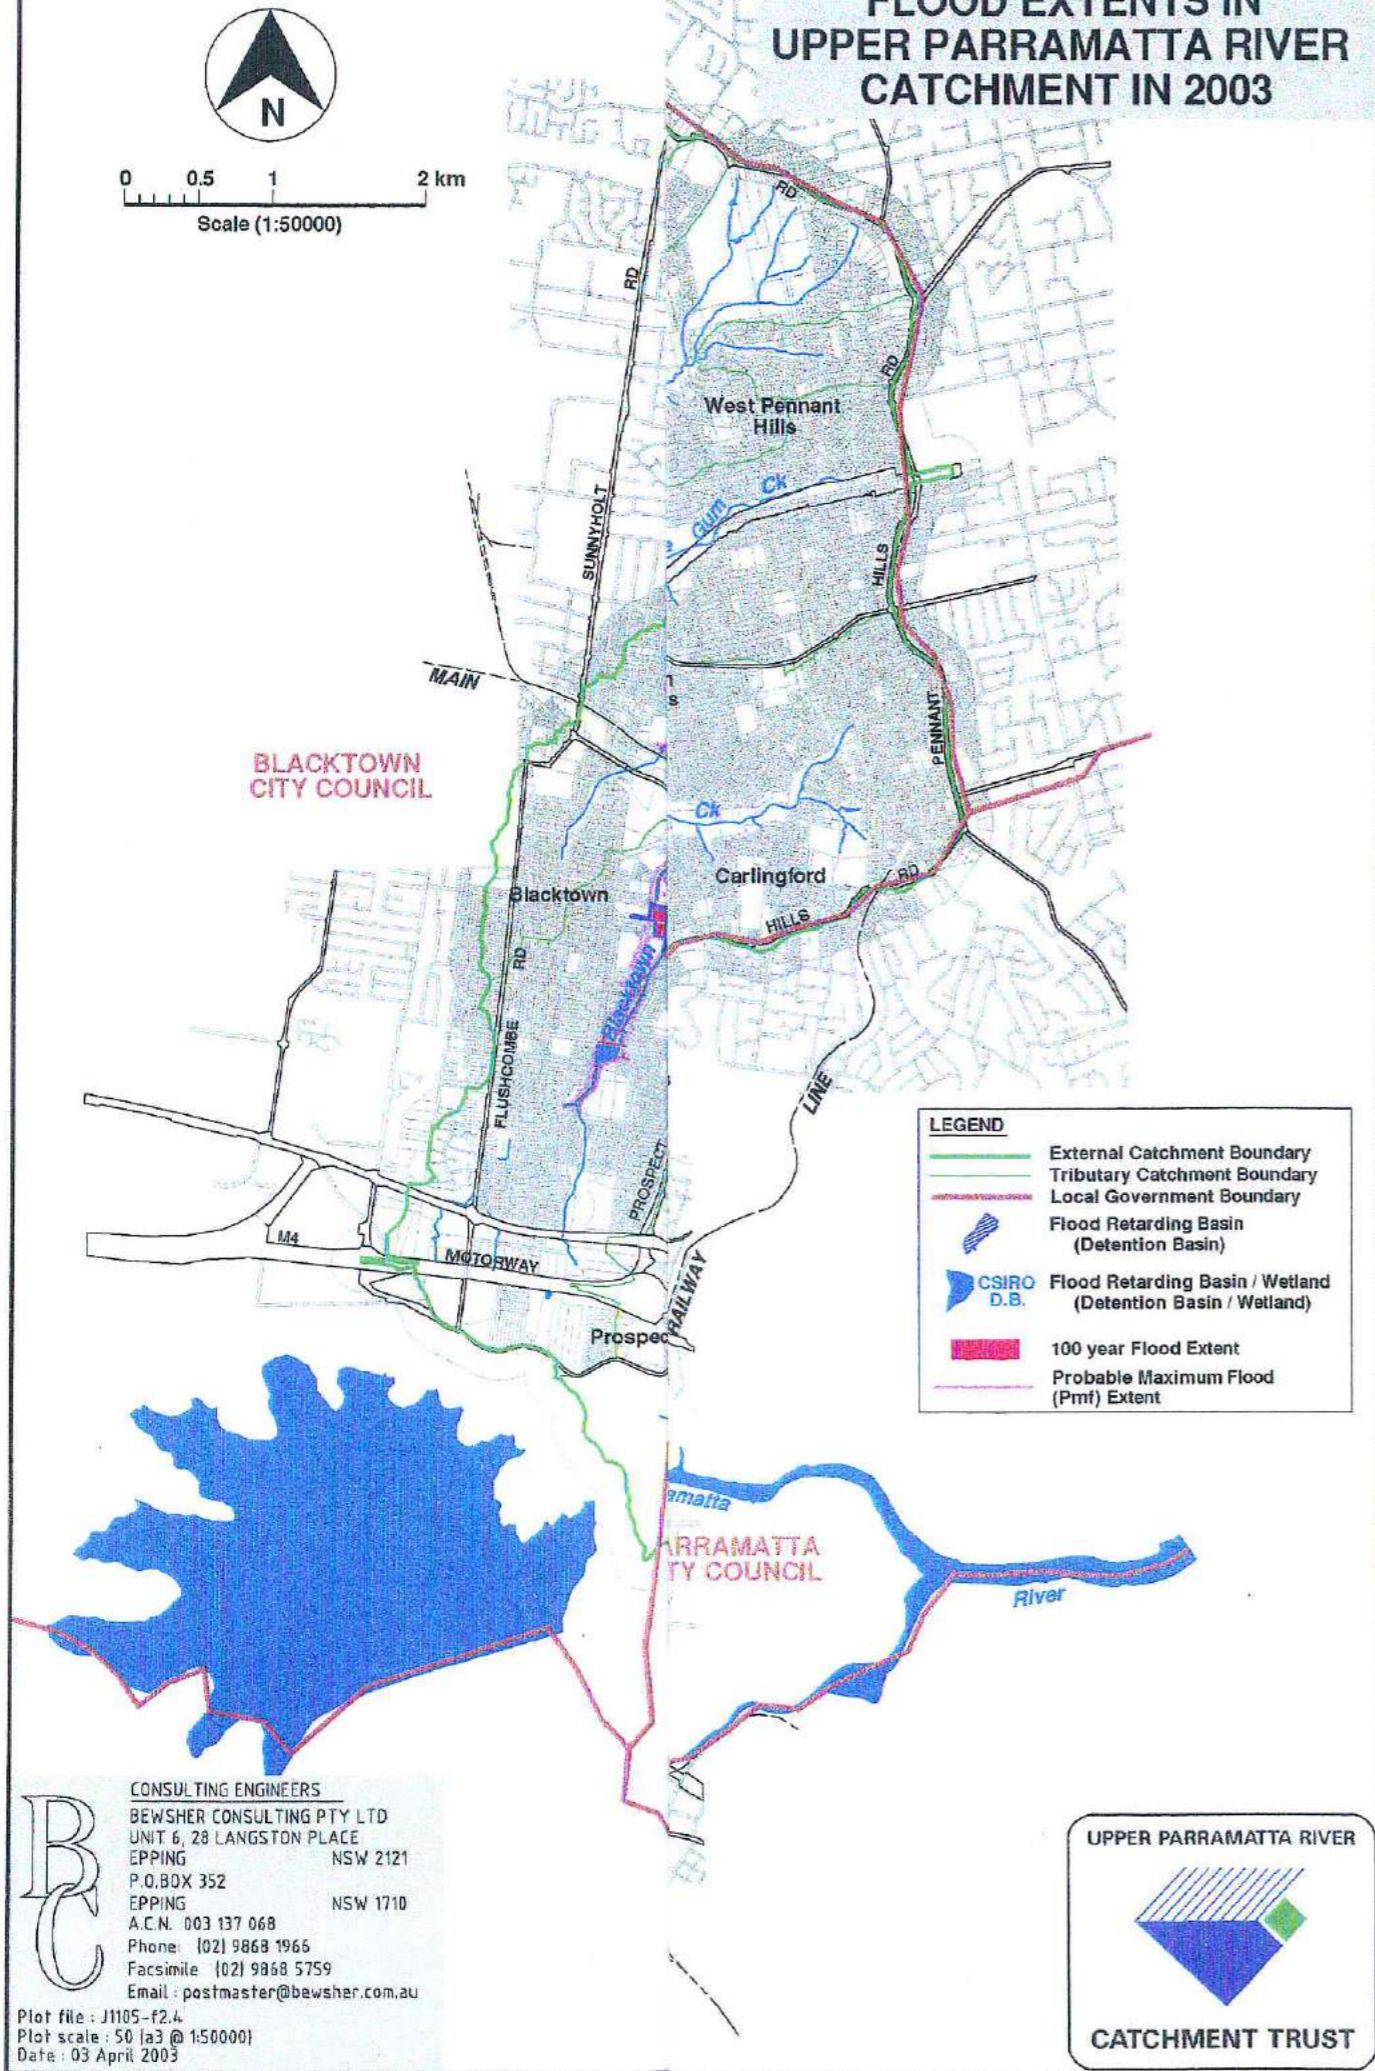 FLOOD EXTENTS IN
UPPER PARRAMATTA RIVER
CATCHMENT IN 2003
N
0 0.5 1 2 km
Scale (1:50000)
RD
RD
RD
West Pennant
Hills
Gum Ck
SUNNYHOLT
HILLS
MAIN
PENNANT
BLACKTOWN
CITY COUNCIL
Ck
Blacktown
Carlingford
RD
HILLS
RD
Blacktown
FLUSHCOMBE
LINE
PROSPECT
M4
MOTORWAY
RAILWAY
Prospec
LEGEND
External Catchment Boundary
Tributary Catchment Boundary
Local Government Boundary
Flood Retarding Basin
(Detention Basin)
CSIRO
D.B.
Flood Retarding Basin / Wetland
(Detention Basin / Wetland)
100 year Flood Extent
Probable Maximum Flood
(Pmf) Extent
amatta
ARRAMATTA
TY COUNCIL
River
BC
CONSULTING ENGINEERS
BEWSHER CONSULTING PTY LTD
UNIT 6, 28 LANGSTON PLACE
EPPING NSW 2121
P.O.BOX 352
EPPING NSW 1710
A.C.N. 003 137 068
Phone: (02) 9868 1966
Facsimile (02) 9868 5759
Email : postmaster@bewsher.com.au
Plot file : J1105-f2.4
Plot scale : 50 (a3 @ 1:50000)
Date : 03 April 2003
UPPER PARRAMATTA RIVER
CATCHMENT TRUST